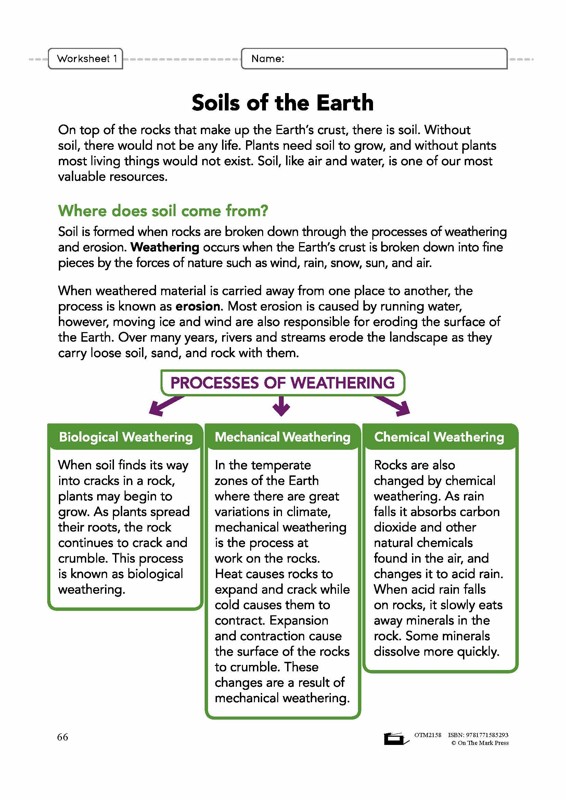 Worksheet 1
Name:
Soils of the Earth
On top of the rocks that make up the Earth's crust, there is soil. Without
soil, there would not be any life. Plants need soil to grow, and without plants
most living things would not exist. Soil, like air and water, is one of our most
valuable resources.
Where does soil come from?
Soil is formed when rocks are broken down through the processes of weathering
and erosion. Weathering occurs when the Earth's crust is broken down into fine
pieces by the forces of nature such as wind, rain, snow, sun, and air.
When weathered material is carried away from one place to another, the
process is known as erosion. Most erosion is caused by running water,
however, moving ice and wind are also responsible for eroding the surface of
the Earth. Over many years, rivers and streams erode the landscape as they
carry loose soil, sand, and rock with them.
PROCESSES OF WEATHERING
Biological Weathering
When soil finds its way
into cracks in a rock,
plants may begin to
grow. As plants spread
their roots, the rock
continues to crack and
crumble. This process
is known as biological
weathering.
Mechanical Weathering
In the temperate
zones of the Earth
where there are great
variations in climate,
mechanical weathering
is the process at
work on the rocks.
Heat causes rocks to
expand and crack while
cold causes them to
contract. Expansion
and contraction cause
the surface of the rocks
to crumble. These
changes are a result of
mechanical weathering.
Chemical Weathering
Rocks are also
changed by chemical
weathering. As rain
falls it absorbs carbon
dioxide and other
natural chemicals
found in the air, and
changes it to acid rain.
When acid rain falls
on rocks, it slowly eats
away minerals in the
rock. Some minerals
dissolve more quickly.
66
OTM2158 ISBN: 9781771585293
© On The Mark Press